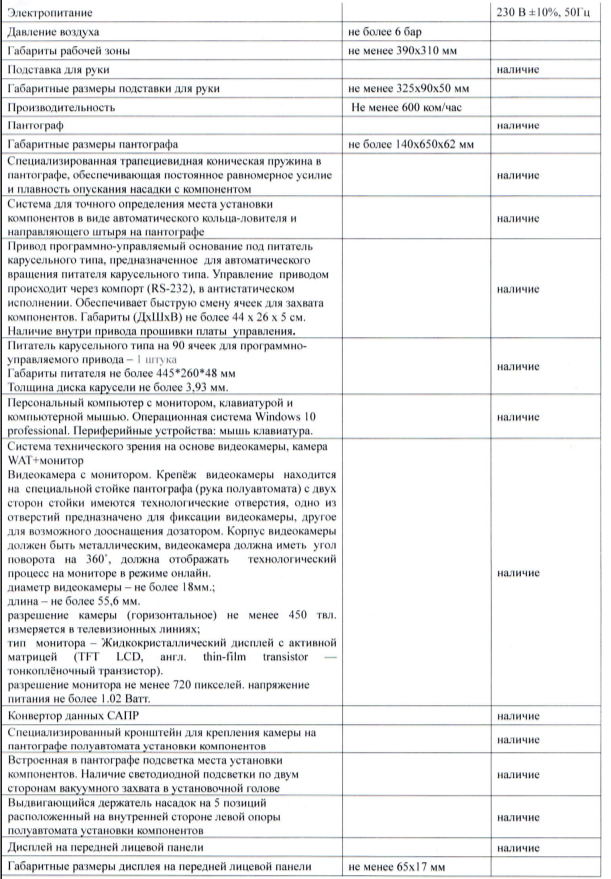 Электропитание 230 В ±10%, 50Гц
Давление воздуха не более 6 бар
Габариты рабочей зоны не менее 390х310 мм
Подставка для руки наличие
Габаритные размеры подставки для руки не менее 325х90х50 мм
Производительность Не менее 600 ком/час
Пантограф наличие
Габаритные размеры пантографа не более 140х650х62 мм
Специализированная трапециевидная коническая пружина в
пантографе, обеспечивающая постоянное равномерное усилие
и плавность опускания насадки с компонентом
наличие
Система для точного определения места установки
компонентов в виде автоматического кольца-ловителя и
направляющего штыря на пантографе
наличие
Привод программно-управляемый основание под питатель
карусельного типа, предназначенное для автоматического
вращения питателя карусельного типа. Управление приводом
происходит через компорт (RS-232), в антистатическом
исполнении. Обеспечивает быструю смену ячеек для захвата
компонентов. Габариты (ДхШхВ) не более 44 х 26 х 5 см.
Наличие внутри привода прошивки платы управления.
наличие
Питатель карусельного типа на 90 ячеек для программно-
управляемого привода – 1 штука
Габариты питателя не более 445*260*48 мм
Толщина диска карусели не более 3,93 мм.
наличие
Персональный компьютер с монитором, клавиатурой и
компьютерной мышью. Операционная система Windows 10
professional. Периферийные устройства: мышь клавиатура.
наличие
Система технического зрения на основе видеокамеры, камера
WAT+монитор
Видеокамера с монитором. Крепёж видеокамеры находится
на специальной стойке пантографа (рука полуавтомата) с двух
сторон стойки имеются технологические отверстия, одно из
отверстий предназначено для фиксации видеокамеры, другое
для возможного дооснащения дозатором. Корпус видеокамеры
должен быть металлическим, видеокамера должна иметь угол
поворота на 360˚, должна отображать технологический
процесс на мониторе в режиме онлайн.
диаметр видеокамеры – не более 18мм.;
длина – не более 55,6 мм.
разрешение камеры (горизонтальное) не менее 450 твл.
измеряется в телевизионных линиях;
тип монитора – Жидкокристаллический дисплей с активной
матрицей (TFT LCD, англ. thin-film transistor —
тонкоплёночный транзистор).
разрешение монитора не менее 720 пикселей. напряжение
питания не более 1.02 Ватт.
наличие
Конвертор данных САПР наличие
Специализированный кронштейн для крепления камеры на
пантографе полуавтомата установки компонентов
наличие
Встроенная в пантографе подсветка места установки
компонентов. Наличие светодиодной подсветки по двум
сторонам вакуумного захвата в установочной голове
наличие
Выдвигающийся держатель насадок на 5 позиций
расположенный на внутренней стороне левой опоры
полуавтомата установки компонентов
наличие
Дисплей на передней лицевой панели наличие
Габаритные размеры дисплея на передней лицевой панели не менее 65х17 мм